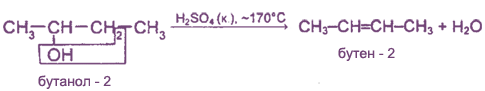 H₂SO₄ (к), ~170°C
CH₃–CH–CH₂–CH₃ → CH₃–CH=CH–CH₃ + H₂O
OH
бутен - 2
бутанол - 2